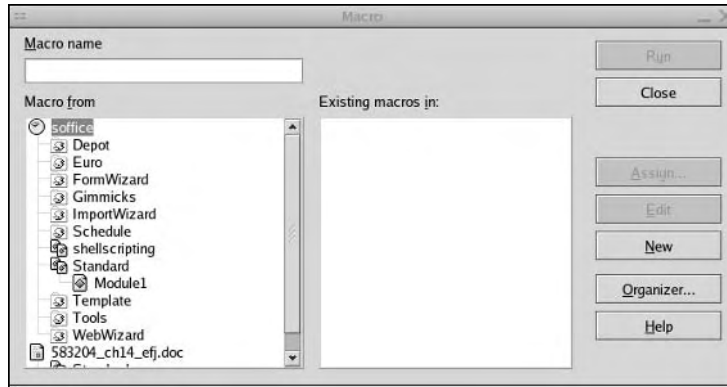 Macro
Macro name
Run
Close
Macro from
Existing macros in:
soffice
Depot
Euro
FormWizard
Gimmicks
ImportWizard
Schedule
shellscripting
Standard
Module1
Template
Tools
WebWizard
583204_ch14_efj.doc
Assign...
Edit
New
Organizer...
Help